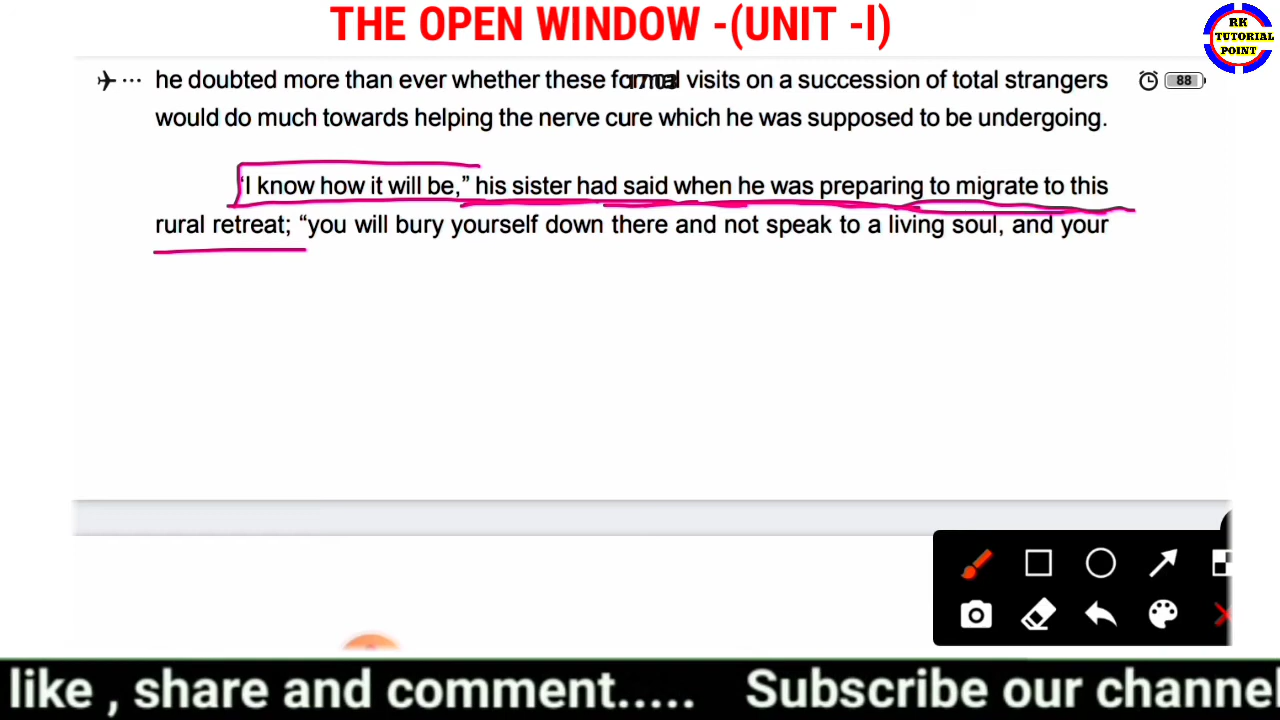 THE OPEN WINDOW -(UNIT -I)
RK
TUTORIAL
POINT
he doubted more than ever whether these formal visits on a succession of total strangers
17:03
88
would do much towards helping the nerve cure which he was supposed to be undergoing.
“I know how it will be,” his sister had said when he was preparing to migrate to this
rural retreat; “you will bury yourself down there and not speak to a living soul, and your
like , share and comment..... Subscribe our channel